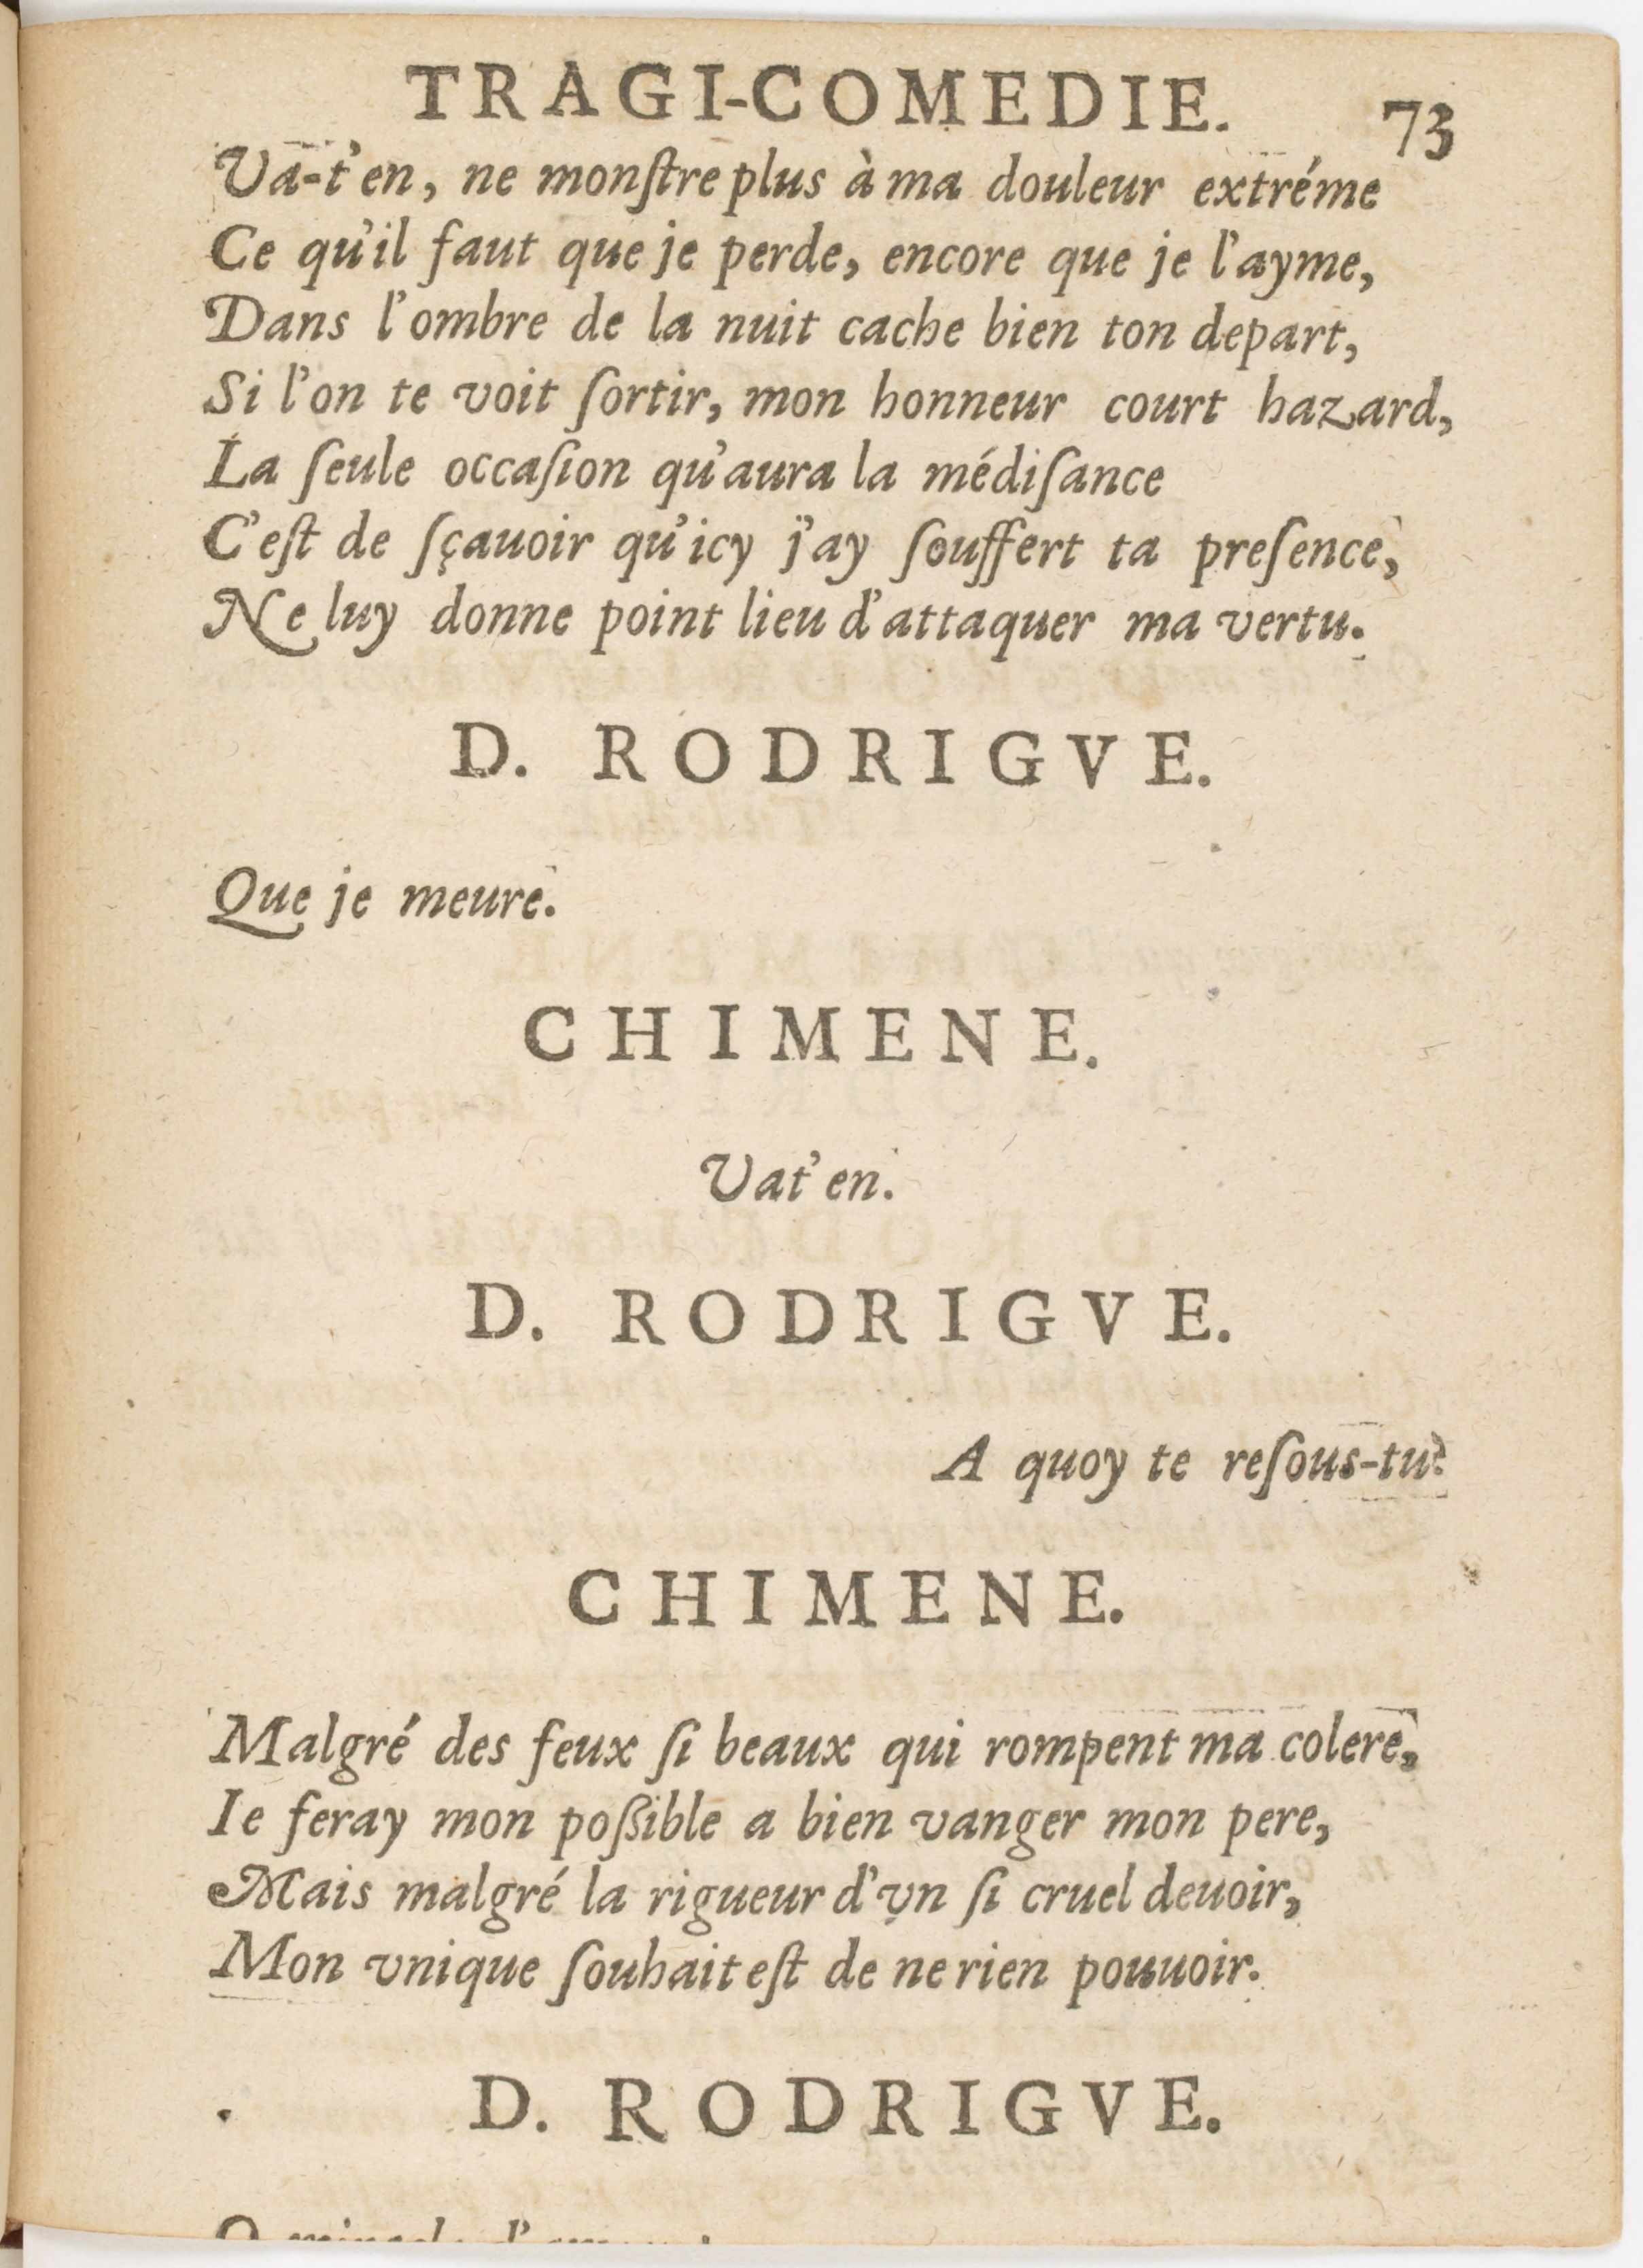 TRAGI-COMEDIE. 73
Va-t'en, ne monſtre plus à ma douleur extréme
Ce qu'il faut que je perde, encore que je l'ayme,
Dans l'ombre de la nuit cache bien ton depart,
Si l'on te voit ſortir, mon honneur court hazard,
La ſeule occaſion qu'aura la médiſance
C'eſt de ſçauoir qu'icy j'ay ſouffert ta preſence,
Ne luy donne point lieu d'attaquer ma vertu.
D. RODRIGVE.
Que je meure.
CHIMENE.
Vat'en.
D. RODRIGVE.
A quoy te reſous-tu?
CHIMENE.
Malgré des feux ſi beaux qui rompent ma colere,
Ie feray mon poſſible a bien vanger mon pere,
Mais malgré la rigueur d'vn ſi cruel deuoir,
Mon vnique ſouhait eſt de ne rien pouuoir.
D. RODRIGVE.